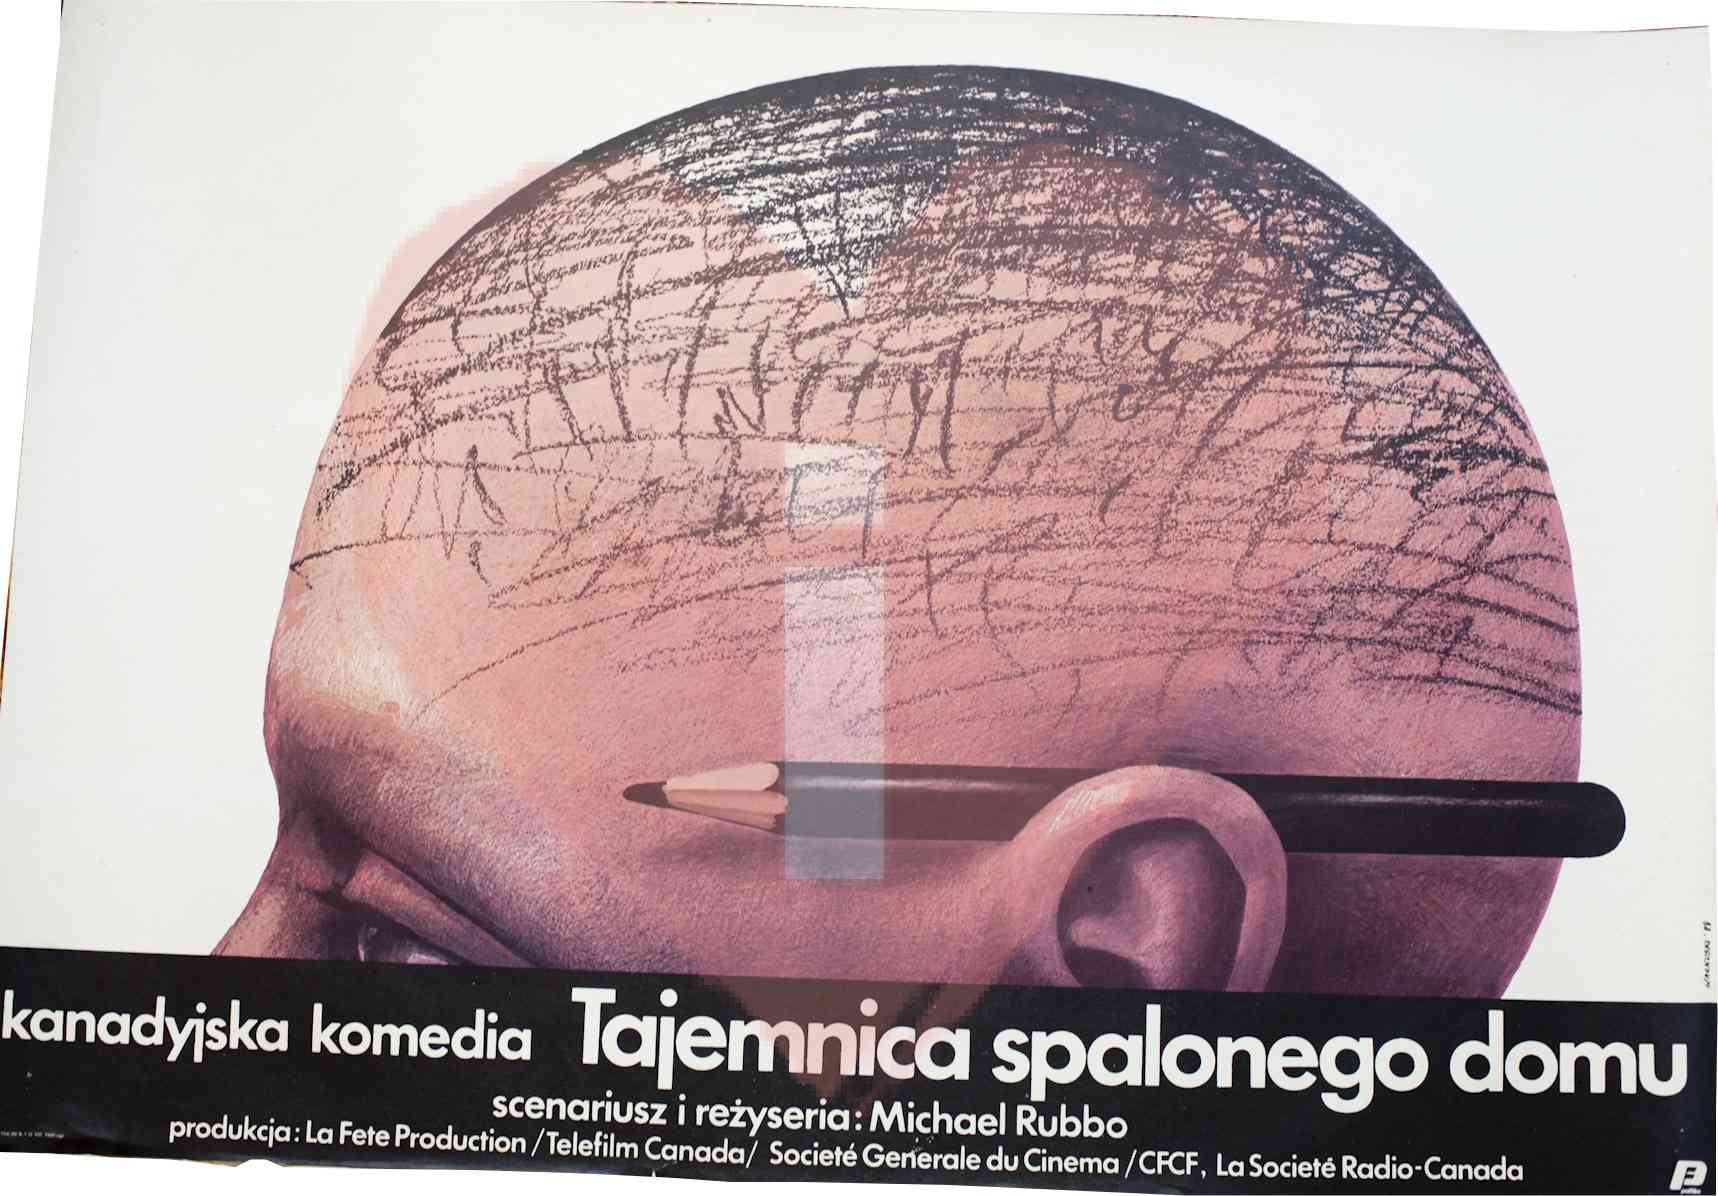 kanadyjska komedia Tajemnica spalonego domu
scenariusz i reżyseria: Michael Rubbo
produkcja: La Fete Production /Telefilm Canada/ Societé Generale du Cinema /CFCF, La Societé Radio-Canada